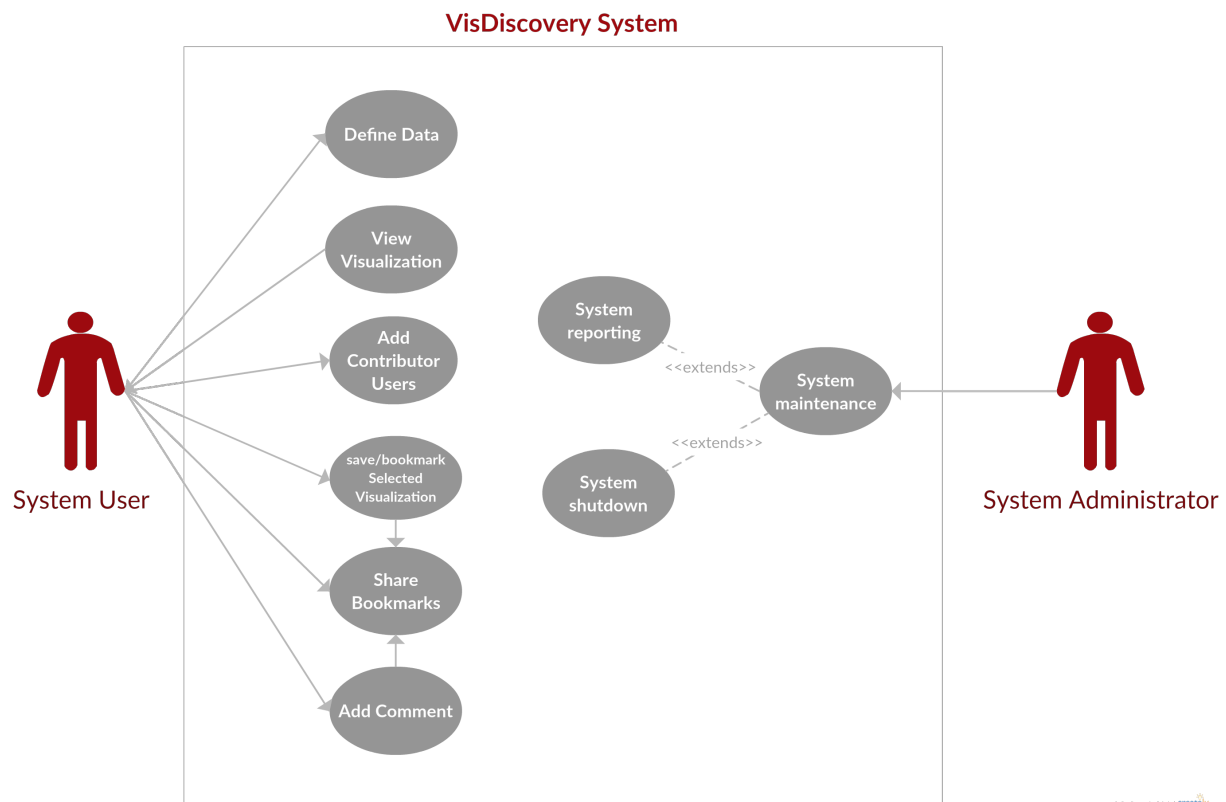 VisDiscovery System
Define Data
View
Visualization
Add
Contributor
Users
save/bookmark
Selected
Visualization
Share
Bookmarks
Add Comment
System
reporting
<<extends>>
System
maintenance
<<extends>>
System
shutdown
System User
System Administrator